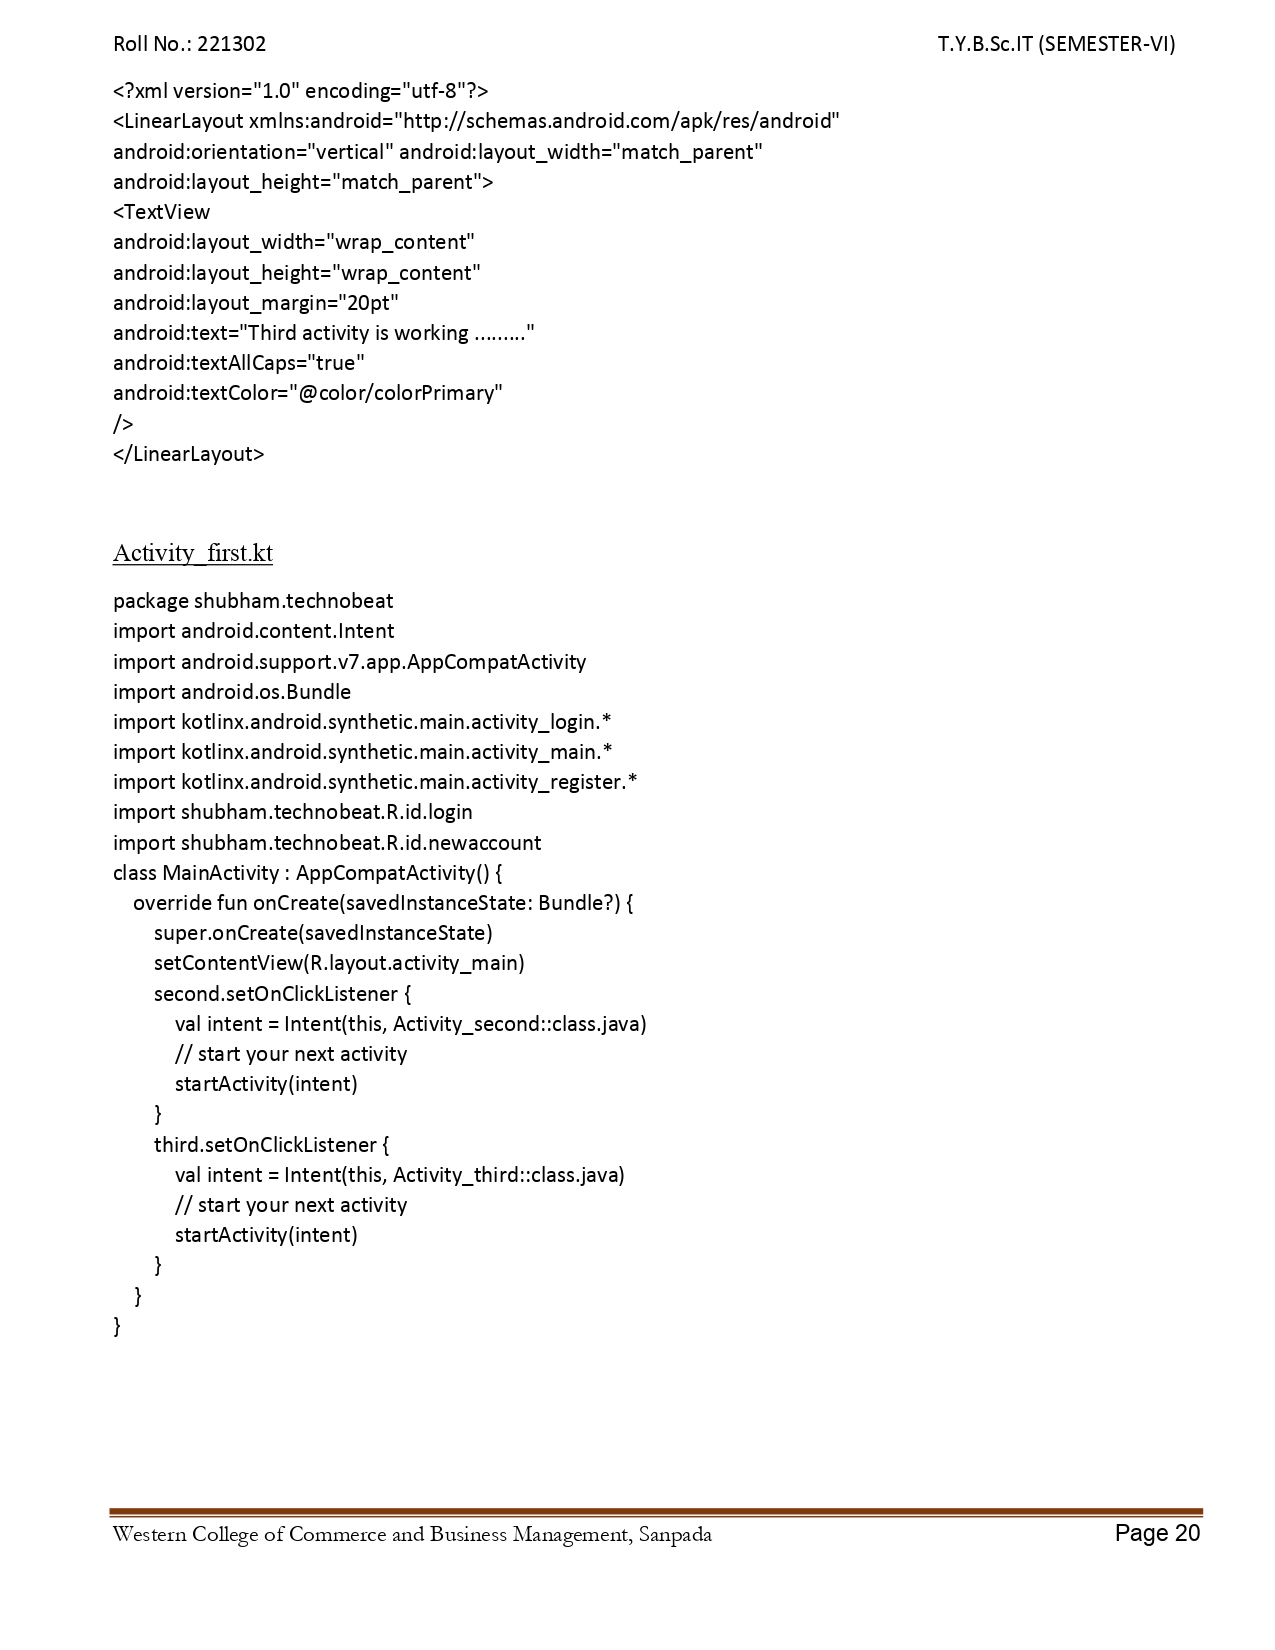 Roll No.: 221302 T.Y.B.Sc.IT (SEMESTER-VI)
<?xml version="1.0" encoding="utf-8"?>
<LinearLayout xmlns:android="http://schemas.android.com/apk/res/android"
android:orientation="vertical" android:layout_width="match_parent"
android:layout_height="match_parent">
<TextView
android:layout_width="wrap_content"
android:layout_height="wrap_content"
android:layout_margin="20pt"
android:text="Third activity is working ........."
android:textAllCaps="true"
android:textColor="@color/colorPrimary"
/>
</LinearLayout>
Activity_first.kt
package shubham.technobeat
import android.content.Intent
import android.support.v7.app.AppCompatActivity
import android.os.Bundle
import kotlinx.android.synthetic.main.activity_login.*
import kotlinx.android.synthetic.main.activity_main.*
import kotlinx.android.synthetic.main.activity_register.*
import shubham.technobeat.R.id.login
import shubham.technobeat.R.id.newaccount
class MainActivity : AppCompatActivity() {
    override fun onCreate(savedInstanceState: Bundle?) {
        super.onCreate(savedInstanceState)
        setContentView(R.layout.activity_main)
        second.setOnClickListener {
            val intent = Intent(this, Activity_second::class.java)
            // start your next activity
            startActivity(intent)
        }
        third.setOnClickListener {
            val intent = Intent(this, Activity_third::class.java)
            // start your next activity
            startActivity(intent)
        }
    }
}
Western College of Commerce and Business Management, Sanpada Page 20